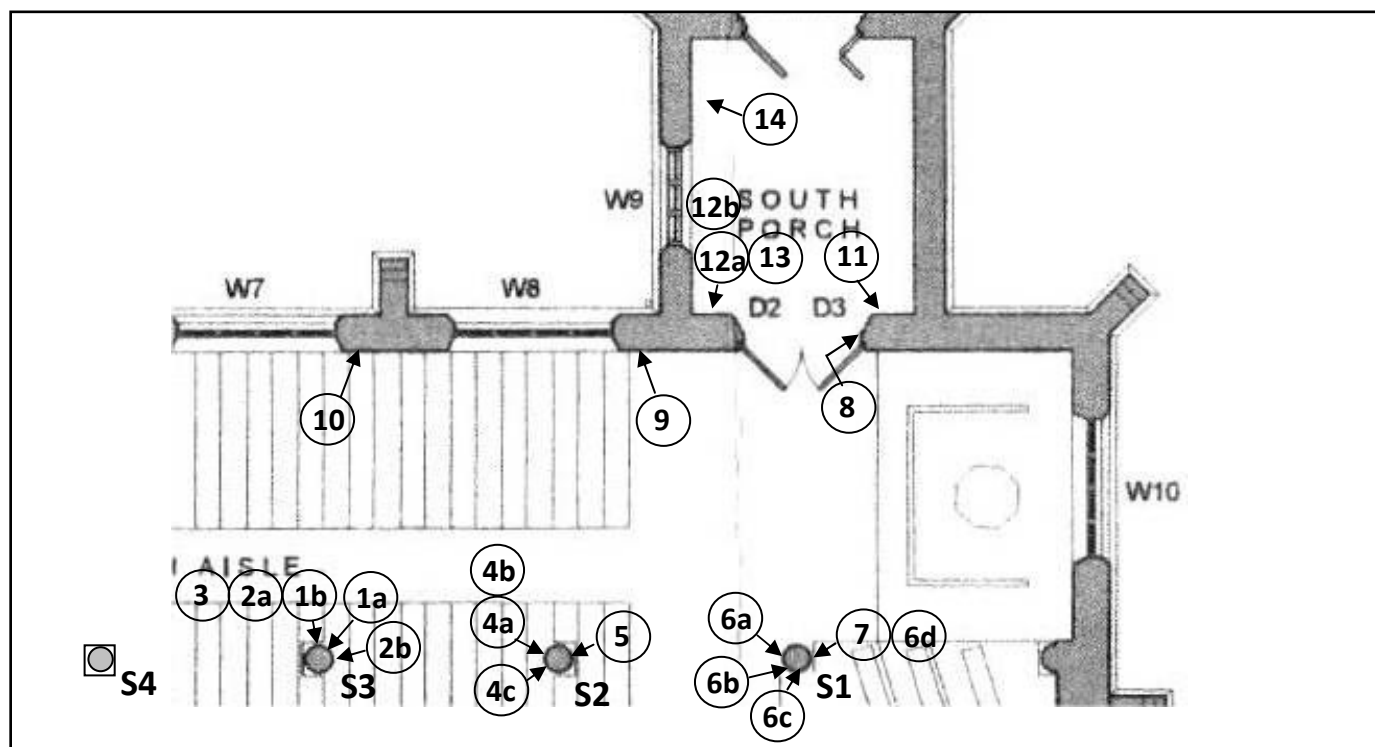 14
W9
12b SOUTH
PORCH
12a 13 11
W7 W8 D2 D3
10 9 8
W10
AISLE
3 2a 1b 1a 4b
4a 5 6a 7 6d
2b
S4 S3 4c S2 6b S1
6c